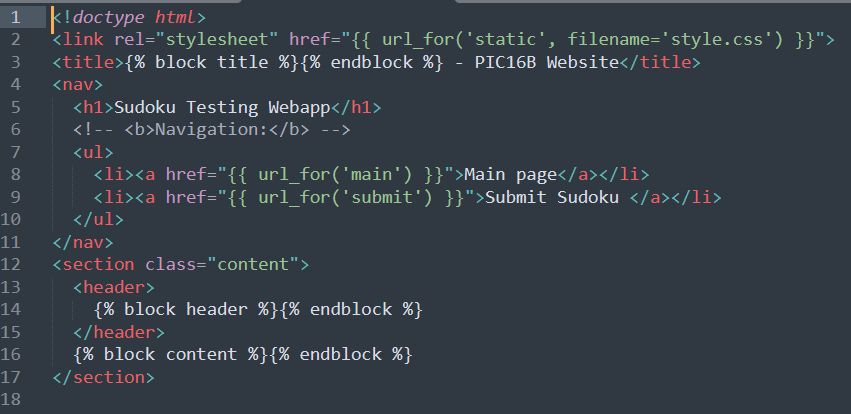 1 <!doctype html>
2 <link rel="stylesheet" href="{{ url_for('static', filename='style.css') }}">
3 <title>{% block title %}{% endblock %} - PIC16B Website</title>
4 <nav>
5   <h1>Sudoku Testing Webapp</h1>
6   <!-- <b>Navigation:</b> -->
7   <ul>
8     <li><a href="{{ url_for('main') }}">Main page</a></li>
9     <li><a href="{{ url_for('submit') }}">Submit Sudoku </a></li>
10   </ul>
11 </nav>
12 <section class="content">
13   <header>
14     {% block header %}{% endblock %}
15   </header>
16   {% block content %}{% endblock %}
17 </section>
18